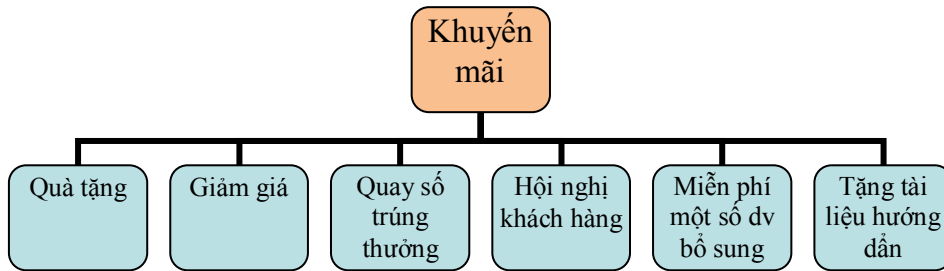 Khuyến
mãi
Quà tặng
Giảm giá
Quay số
trúng
thưởng
Hội nghị
khách hàng
Miễn phí
một số dv
bổ sung
Tặng tài
liệu hướng
dẩn